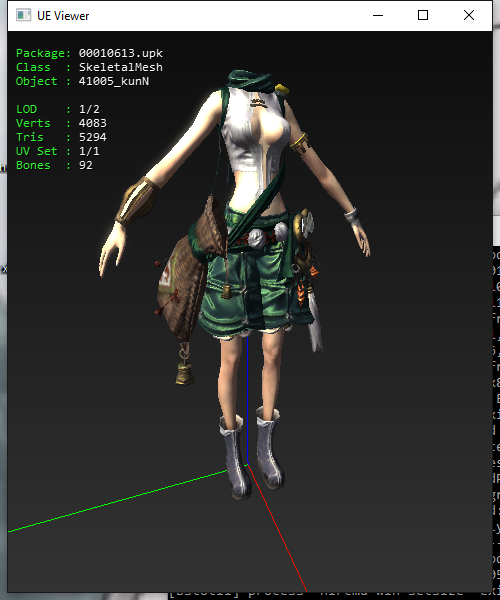 UE Viewer
Package: 00010613.upk
Class : SkeletalMesh
Object : 41005_kunN
LOD : 1/2
Verts : 4083
Tris : 5294
UV Set : 1/1
Bones : 92